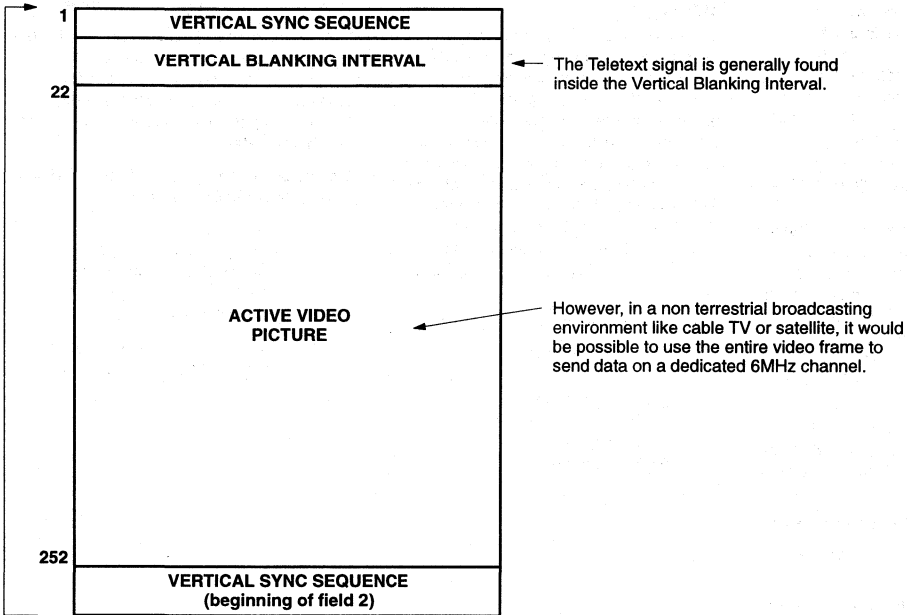 1
VERTICAL SYNC SEQUENCE
VERTICAL BLANKING INTERVAL
The Teletext signal is generally found
inside the Vertical Blanking Interval.
22
ACTIVE VIDEO
PICTURE
However, in a non terrestrial broadcasting
environment like cable TV or satellite, it would
be possible to use the entire video frame to
send data on a dedicated 6MHz channel.
252
VERTICAL SYNC SEQUENCE
(beginning of field 2)